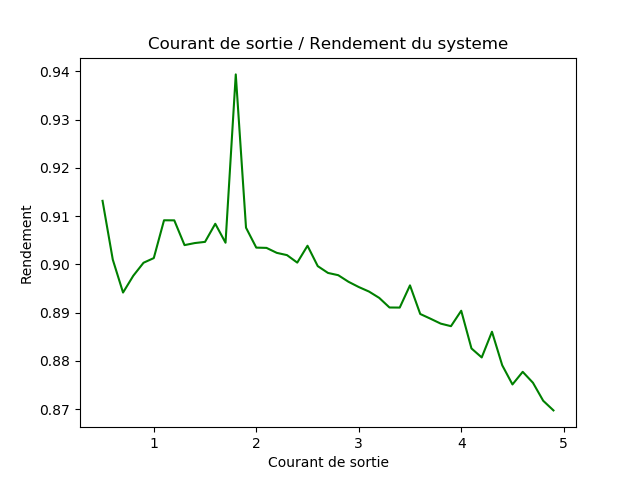 Courant de sortie / Rendement du systeme
0.94
0.93
0.92
0.91
0.90
0.89
0.88
0.87
Rendement
1 2 3 4 5
Courant de sortie